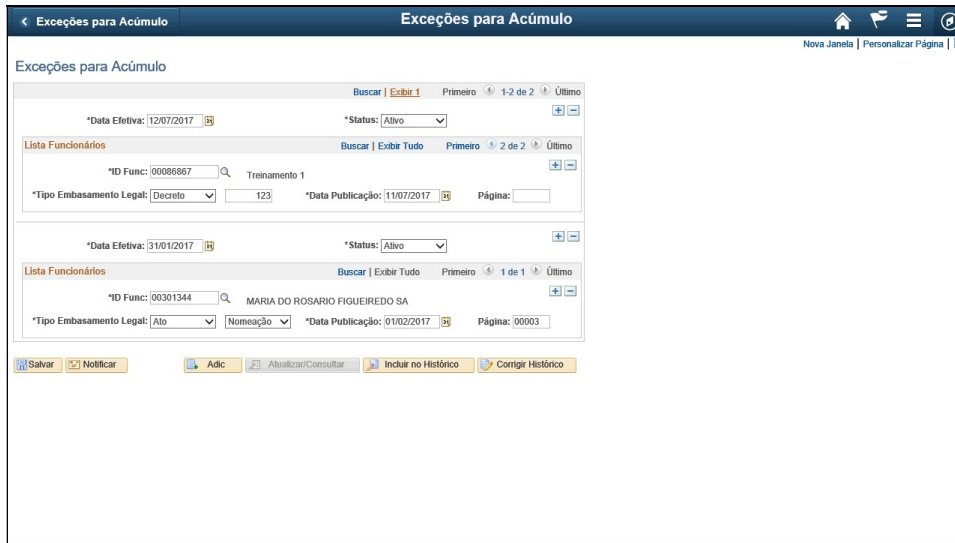 Exceções para Acúmulo Exceções para Acúmulo
Nova Janela | Personalizar Página |
Exceções para Acúmulo
Buscar | Exibir 1 Primeiro 1-2 de 2 Último
*Data Efetiva: 12/07/2017 *Status: Ativo
Lista Funcionários Buscar | Exibir Tudo Primeiro 2 de 2 Último
*ID Func: 00086867 Treinamento 1
*Tipo Embasamento Legal: Decreto 123 *Data Publicação: 11/07/2017 Página:
*Data Efetiva: 31/01/2017 *Status: Ativo
Lista Funcionários Buscar | Exibir Tudo Primeiro 1 de 1 Último
*ID Func: 00301344 MARIA DO ROSARIO FIGUEIREDO SA
*Tipo Embasamento Legal: Ato Nomeação *Data Publicação: 01/02/2017 Página: 00003
Salvar Notificar Adic Atualizar/Consultar Incluir no Histórico Corrigir Histórico